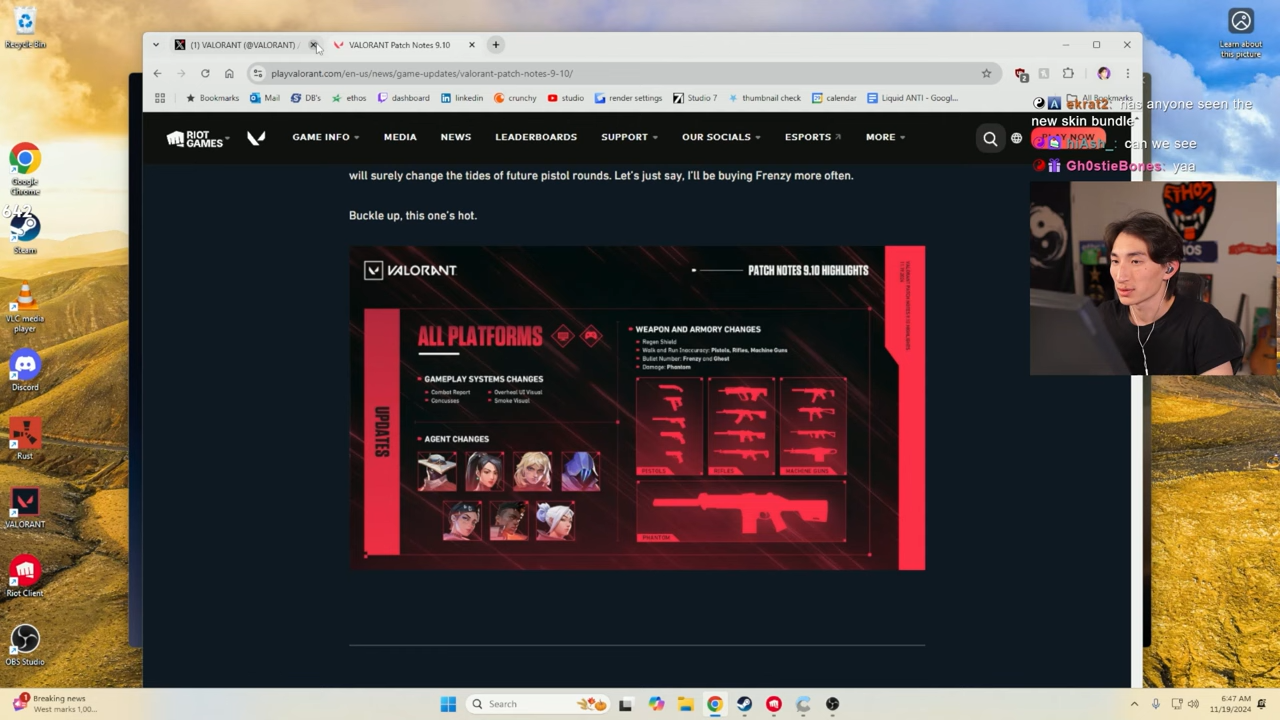 Recycle Bin
Google Chrome
642
Steam
VLC media player
Discord
Rust
VALORANT
Riot Client
OBS Studio
(1) VALORANT (@VALORANT) /
VALORANT Patch Notes 9.10
playvalorant.com/en-us/news/game-updates/valorant-patch-notes-9-10/
2
Bookmarks
Mail
DB's
ethos
dashboard
linkedin
crunchy
studio
render settings
Studio 7
thumbnail check
calendar
Liquid ANTI - Googl...
All Bookmarks
RIOT GAMES
GAME INFO
MEDIA
NEWS
LEADERBOARDS
SUPPORT
OUR SOCIALS
ESPORTS
MORE
PLAY NOW
will surely change the tides of future pistol rounds. Let's just say, I'll be buying Frenzy more often.
Buckle up, this one's hot.
VALORANT
PATCH NOTES 9.10 HIGHLIGHTS
UPDATES
ALL PLATFORMS
GAMEPLAY SYSTEMS CHANGES
Combat Report
Overheal UI Visual
Concusses
Smoke Visual
AGENT CHANGES
WEAPON AND ARMORY CHANGES
Regen Shield
Walk and Run Inaccuracy: Pistols, Rifles, Machine Guns
Bullet Number: Frenzy and Ghost
Damage: Phantom
PISTOLS
RIFLES
MACHINE GUNS
PHANTOM
Learn about this picture
ekrat2: has anyone seen the
new skin bundle
can we see
Gh0stieBones: yaa
1
Breaking news
West marks 1,00...
Search
6:47 AM
11/19/2024